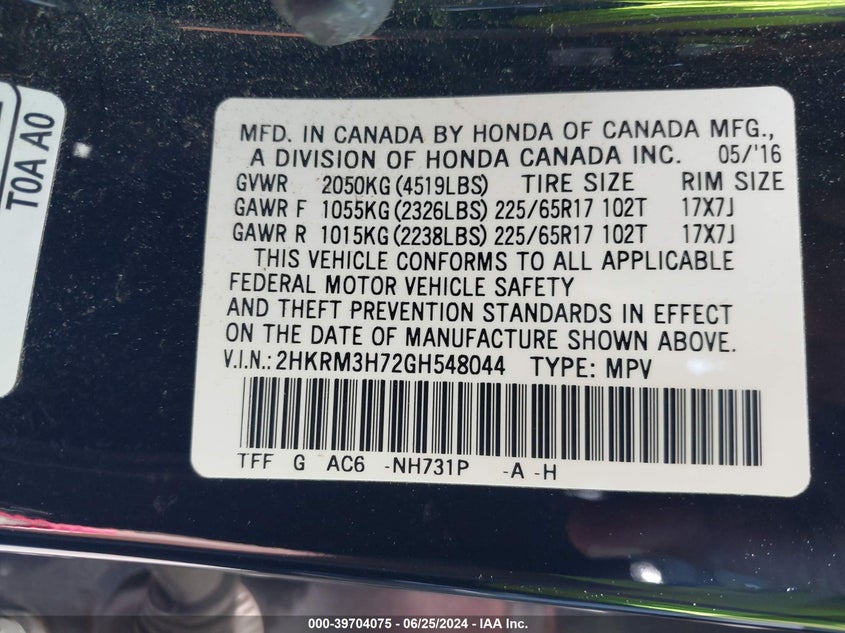 T0A A0
MFD. IN CANADA BY HONDA OF CANADA MFG.,
A DIVISION OF HONDA CANADA INC. 05/'16
GVWR 2050KG (4519LBS) TIRE SIZE RIM SIZE
GAWR F 1055KG (2326LBS) 225/65R17 102T 17X7J
GAWR R 1015KG (2238LBS) 225/65R17 102T 17X7J
THIS VEHICLE CONFORMS TO ALL APPLICABLE
FEDERAL MOTOR VEHICLE SAFETY
AND THEFT PREVENTION STANDARDS IN EFFECT
ON THE DATE OF MANUFACTURE SHOWN ABOVE.
V.I.N.: 2HKRM3H72GH548044 TYPE: MPV
TFF G AC6 -NH731P -A -H
000-39704075 - 06/25/2024 - IAA Inc.